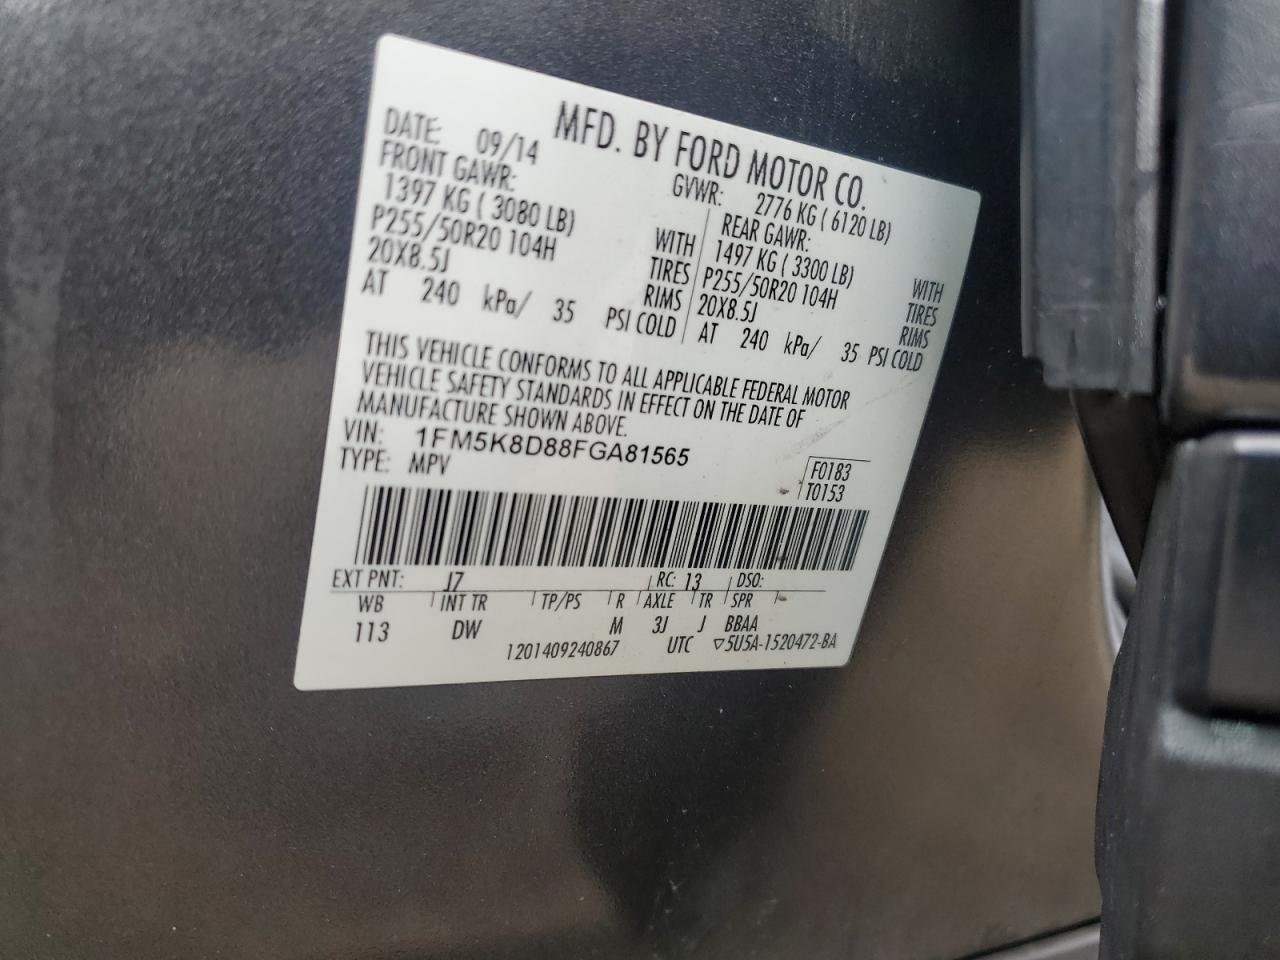 MFD. BY FORD MOTOR CO.
DATE: 09/14 GVWR: 2776 KG ( 6120 LB)
FRONT GAWR: REAR GAWR:
1397 KG ( 3080 LB) WITH 1497 KG ( 3300 LB) WITH
P255/50R20 104H TIRES P255/50R20 104H TIRES
20X8.5J RIMS 20X8.5J RIMS
AT 240 kPa/ 35 PSI COLD AT 240 kPa/ 35 PSI COLD
THIS VEHICLE CONFORMS TO ALL APPLICABLE FEDERAL MOTOR
VEHICLE SAFETY STANDARDS IN EFFECT ON THE DATE OF
MANUFACTURE SHOWN ABOVE.
VIN: 1FM5K8D88FGA81565
TYPE: MPV
F0183
T0153
EXT PNT: J7 RC: 13 DSO:
WB INT TR TP/PS R AXLE TR SPR
113 DW M 3J J BBAA
1201409240867 UTC ▽5U5A-1520472-BA